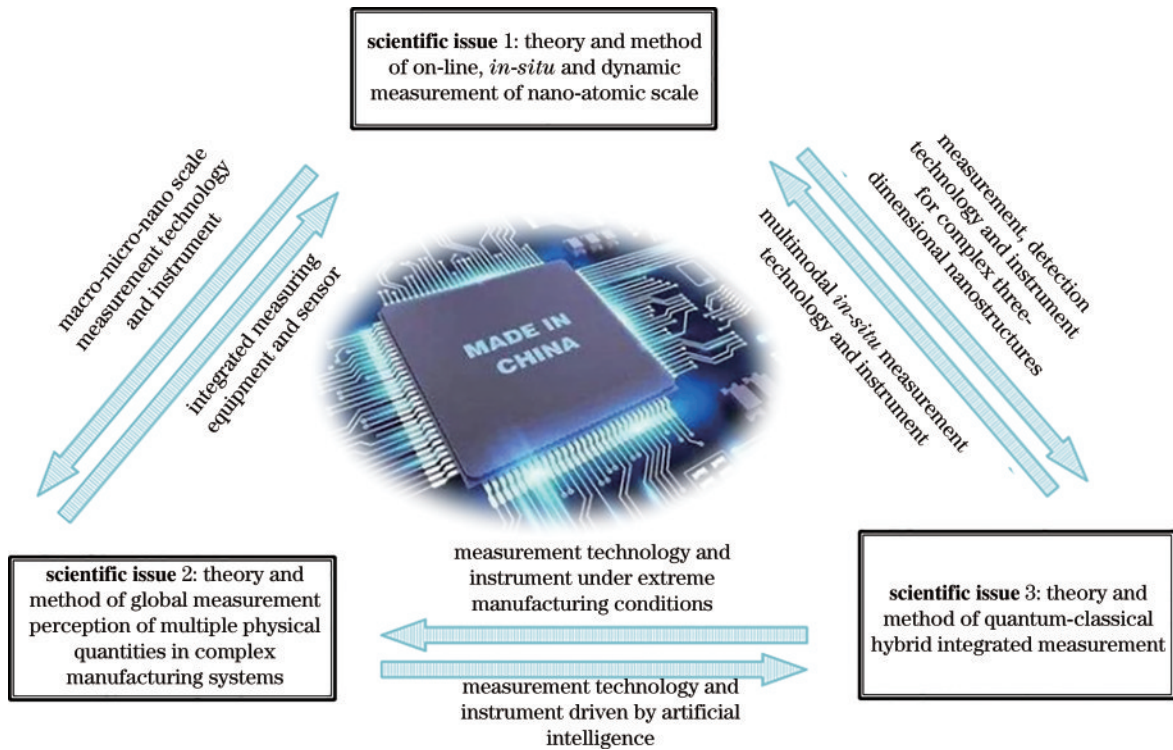 scientific issue 1: theory and method
of on-line, in-situ and dynamic
measurement of nano-atomic scale
macro-micro-nano scale
measurement technology
and instrument
integrated measuring
equipment and sensor
measurement, detection
technology and instrument
for complex three-
dimensional nanostructures
multimodal in-situ measurement
technology and instrument
MADE IN
CHINA
scientific issue 2: theory and
method of global measurement
perception of multiple physical
quantities in complex
manufacturing systems
measurement technology and
instrument under extreme
manufacturing conditions
measurement technology and
instrument driven by artificial
intelligence
scientific issue 3: theory and
method of quantum-classical
hybrid integrated measurement